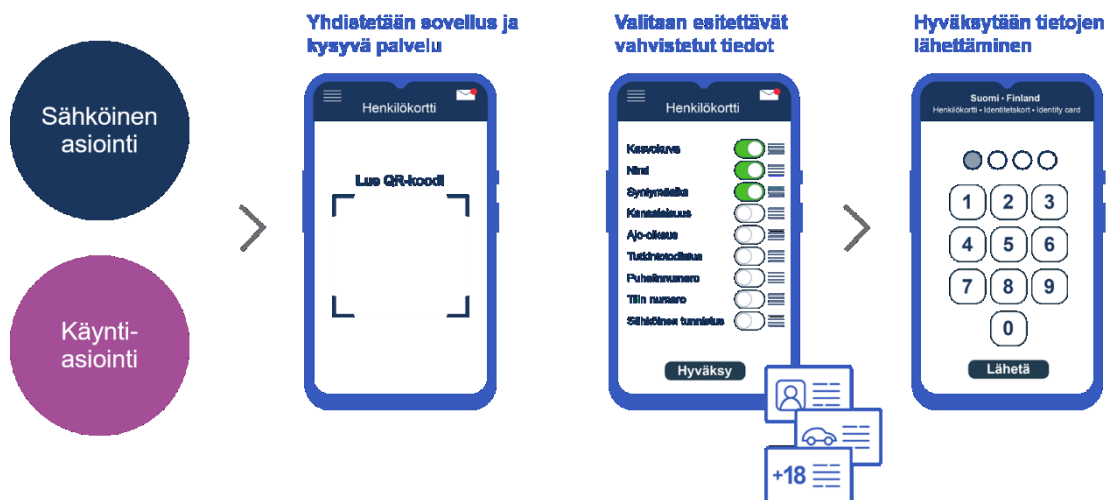 Sähköinen
asiointi
Käynti-
asiointi
Yhdistetään sovellus ja
kysyvä palvelu
Henkilökortti
Lue QR-koodi
Valitaan esitettävät
vahvistetut tiedot
Henkilökortti
Kasvokuva
Nimi
Syntymäaika
Kansalaisuus
Ajo-oikeus
Tutkintotodistus
Puhelinnumero
Tilin numero
Sähköinen tunnistus
Hyväksy
+18
Hyväksytään tietojen
lähettäminen
Suomi • Finland
Henkilökortti • Identitetskort • Identity card
1 2 3
4 5 6
7 8 9
0
Lähetä